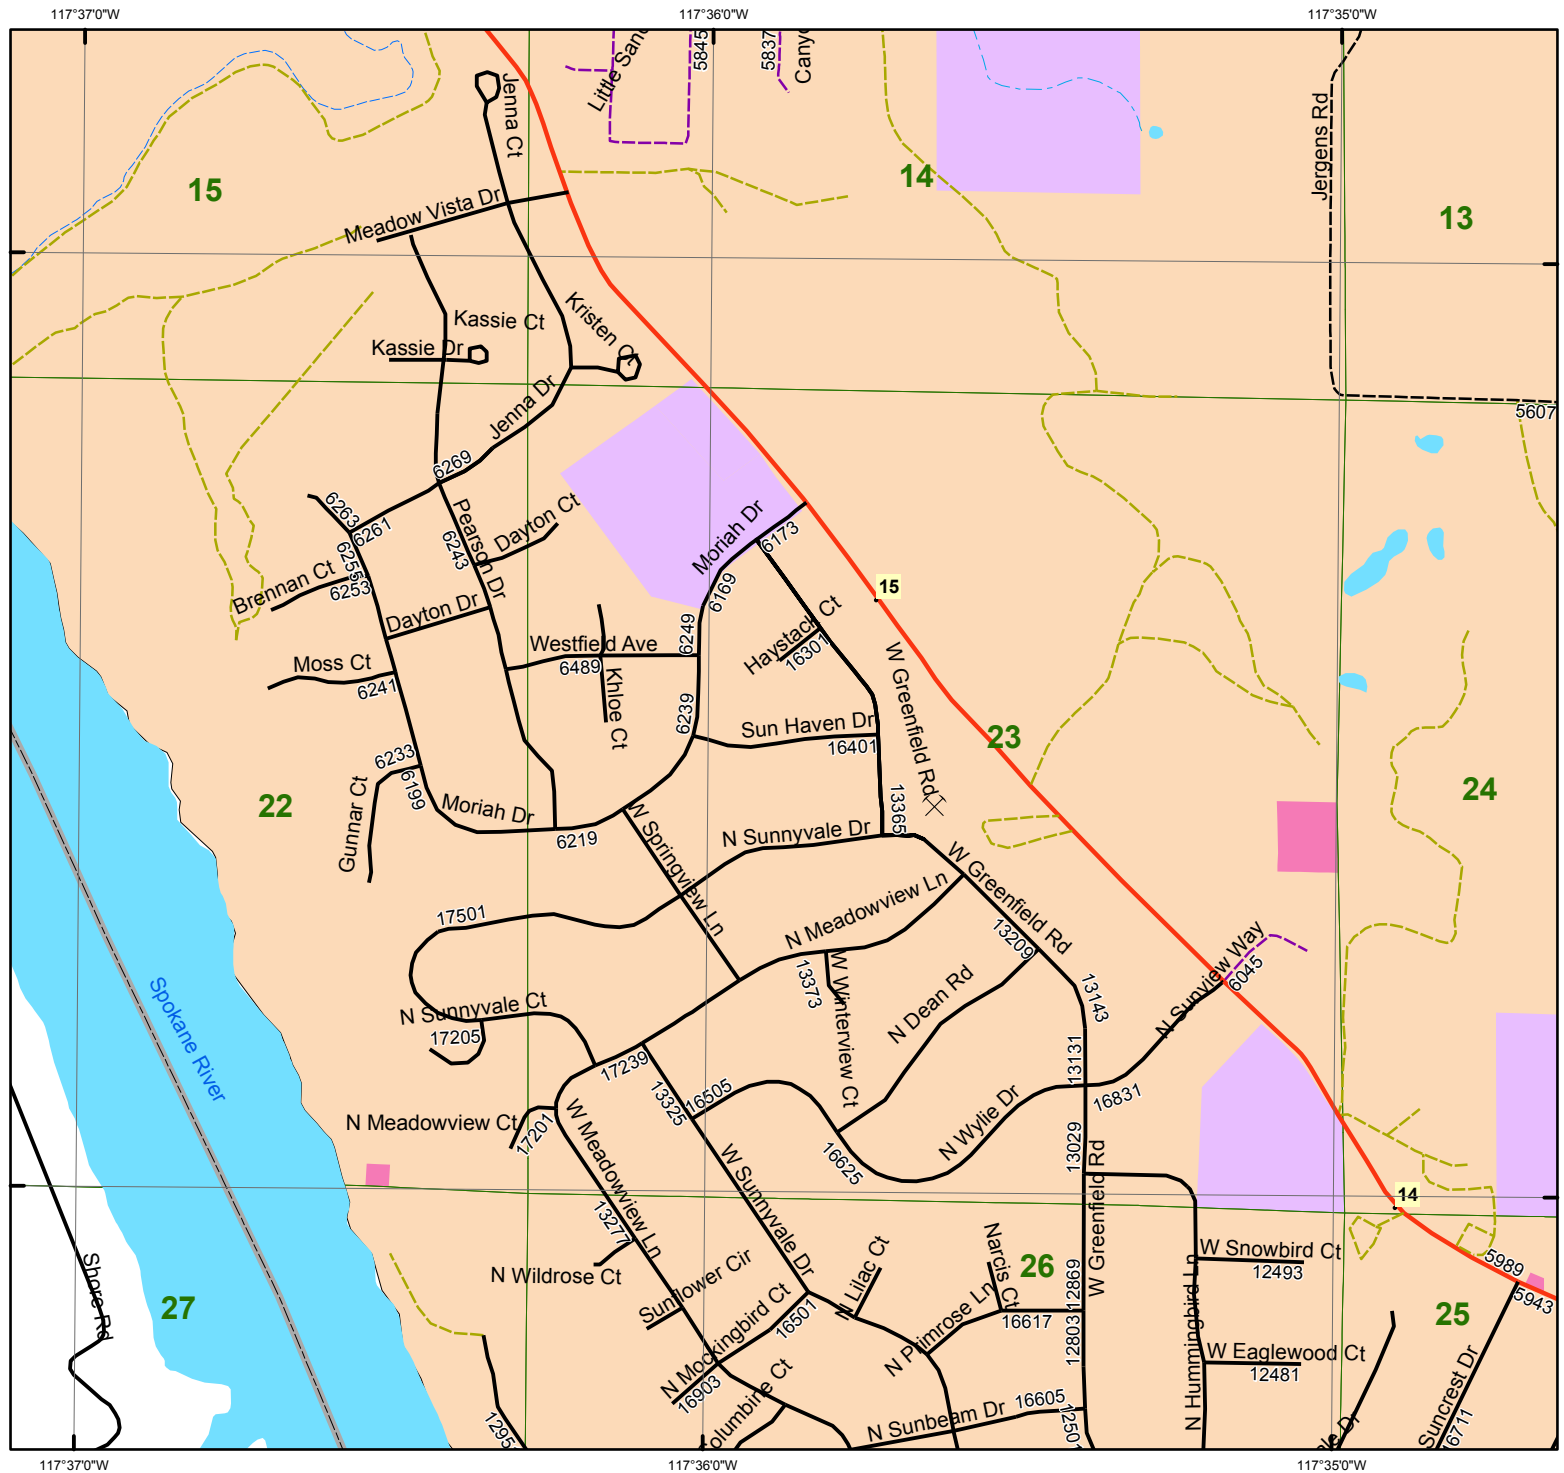 117°37'0"W
117°36'0"W
117°35'0"W
5845
5837
Jenna Ct
Jergens Rd
15
14
13
Meadow Vista Dr
Kassie Ct
Kristen Ct
Kassie Dr
Jenna Dr
5607
6269
6263
6261
Pearson Dr
Dayton Ct
6243
Moriah Dr
6173
6255
Brennan Ct
6253
6169
15
Dayton Dr
Haystack Ct
16301
Westfield Ave
6489
6249
Moss Ct
6241
Khloe Ct
W Greenfield Rd
6239
Sun Haven Dr
16401
23
6233
6199
22
24
Gunnar Ct
Moriah Dr
6219
13365
W Springview Ln
N Sunnyvale Dr
W Greenfield Rd
N Meadowview Ln
17501
13209
N Sunview Way
6045
13373
W Winterview Ct
N Dean Rd
13143
Spokane River
N Sunnyvale Ct
17205
17239
13131
13325
16505
16831
N Meadowview Ct
17201
W Meadowview Ln
N Wylie Dr
13029
16625
W Sunnyvale Dr
W Greenfield Rd
14
13277
N Wildrose Ct
Sunflower Cir
N Lilac Ct
Narcis Ct
26
12869
W Snowbird Ct
12493
5989
5943
Shore Rd
27
N Mockingbird Ct
16501
N Primrose Ln
16617
12803
N Hummingbird Ln
25
W Eaglewood Ct
12481
16903
olumbine Ct
N Sunbeam Dr
16605
12501
Suncrest Dr
16711
ale Dr
117°37'0"W
117°36'0"W
117°35'0"W